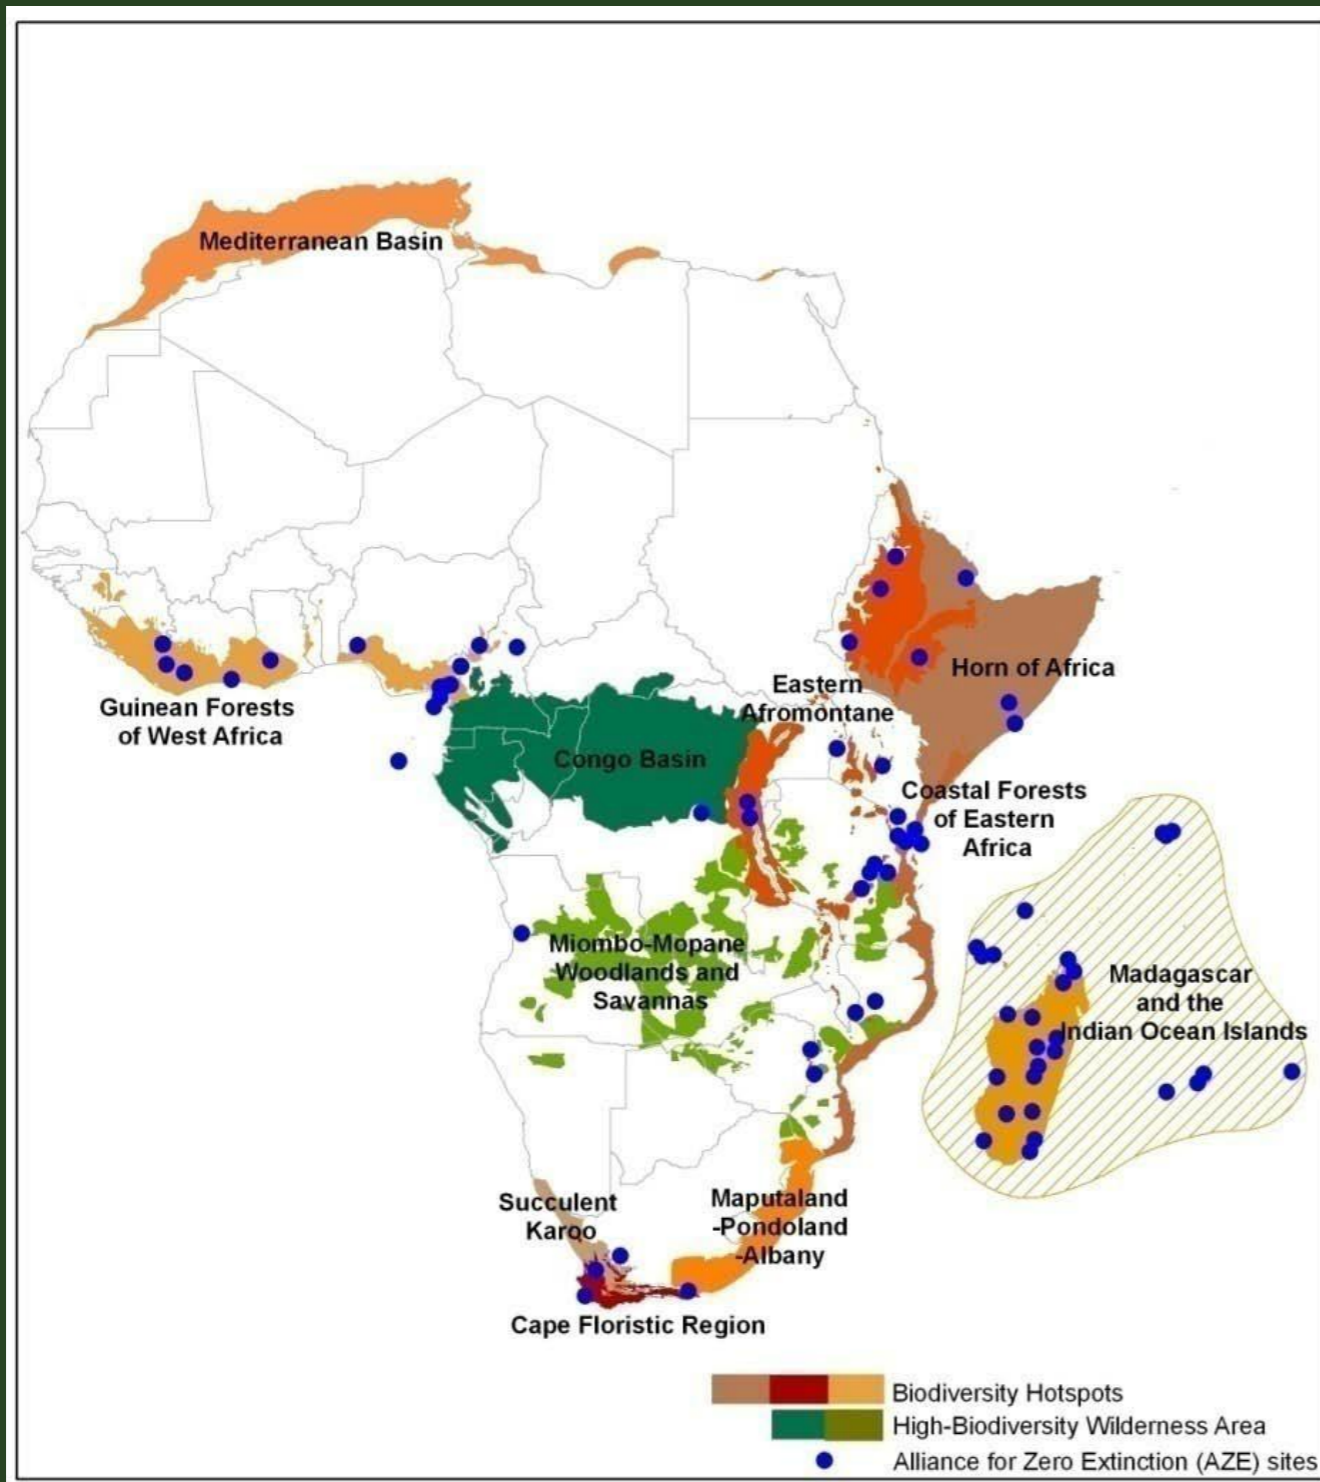 Mediterranean Basin
Horn of Africa
Eastern
Afromontane
Guinean Forests
of West Africa
Congo Basin
Coastal Forests
of Eastern
Africa
Miombo-Mopane
Woodlands and
Savannas
Madagascar
and the
Indian Ocean Islands
Succulent
Karoo
Maputaland
-Pondoland
-Albany
Cape Floristic Region
Biodiversity Hotspots
High-Biodiversity Wilderness Area
Alliance for Zero Extinction (AZE) sites